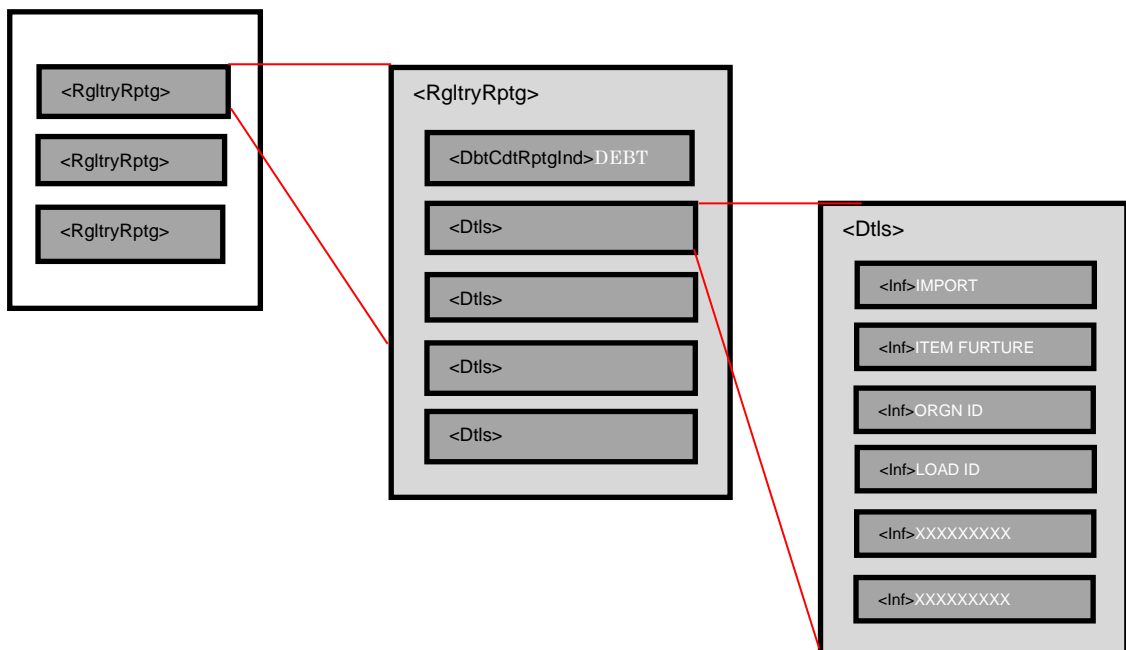 <RgltryRptg>
<RgltryRptg>
<RgltryRptg>
<RgltryRptg>
<DbtCdtRptgInd>DEBT
<Dtls>
<Dtls>
<Dtls>
<Dtls>
<Dtls>
<Inf>IMPORT
<Inf>ITEM FURTURE
<Inf>ORGN ID
<Inf>LOAD ID
<Inf>XXXXXXXXX
<Inf>XXXXXXXXX